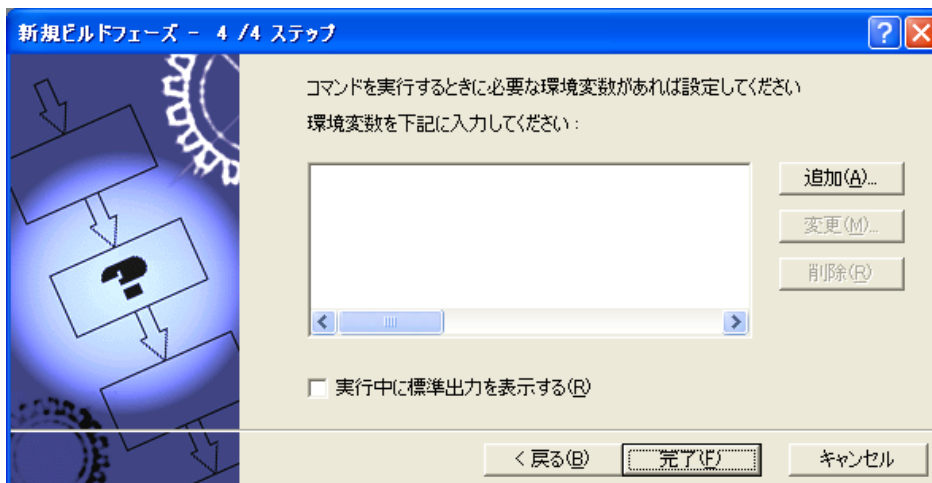 新規ビルドフェーズ - 4 /4 ステップ
コマンドを実行するときに必要な環境変数があれば設定してください
環境変数を下記に入力してください:
追加(A)...
変更(M)...
削除(R)
実行中に標準出力を表示する(R)
< 戻る(B)
完了(F)
キャンセル